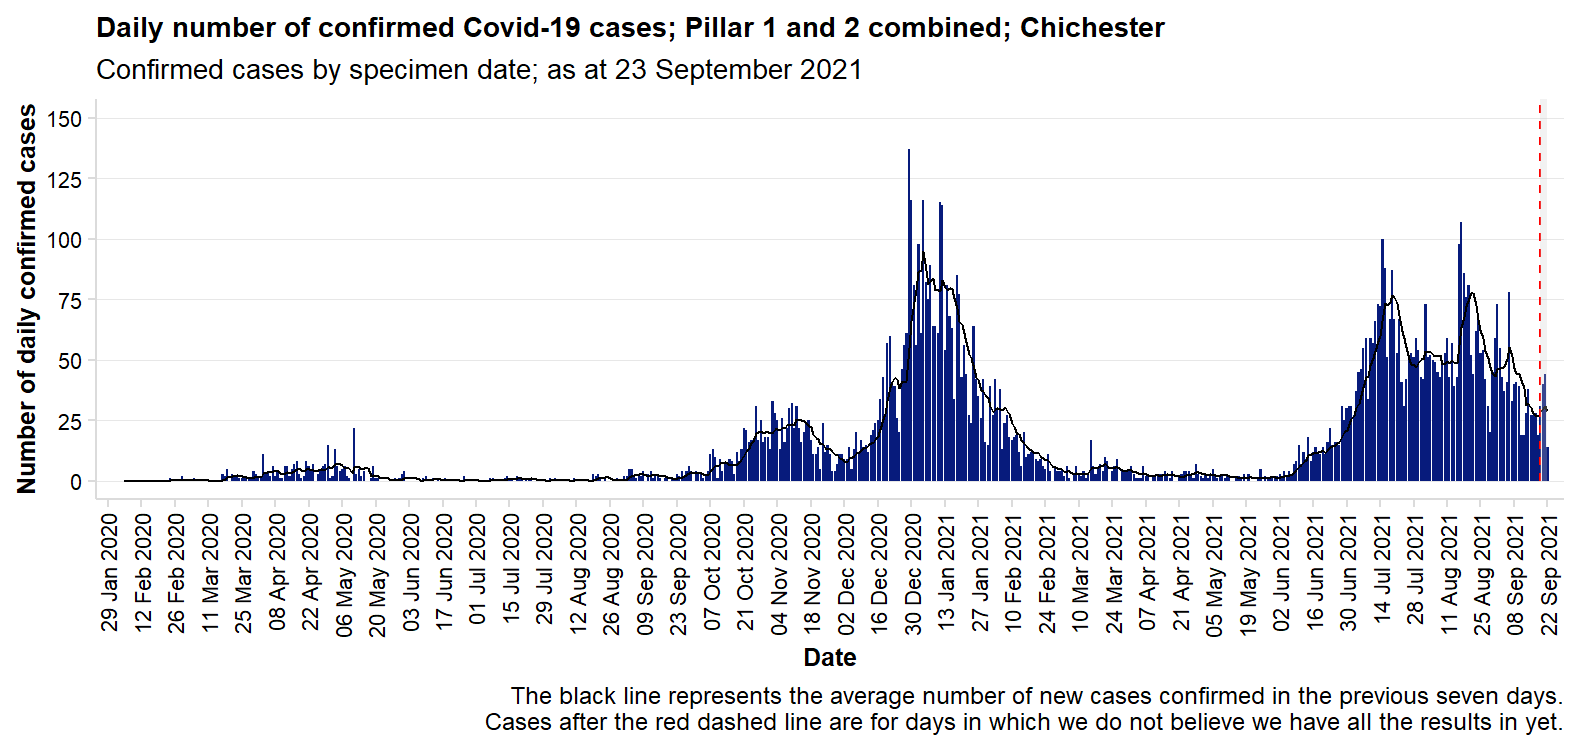 Daily number of confirmed Covid-19 cases; Pillar 1 and 2 combined; Chichester
Confirmed cases by specimen date; as at 23 September 2021
Number of daily confirmed cases
150
125
100
75
50
25
0
29 Jan 2020
12 Feb 2020
26 Feb 2020
11 Mar 2020
25 Mar 2020
08 Apr 2020
22 Apr 2020
06 May 2020
20 May 2020
03 Jun 2020
17 Jun 2020
01 Jul 2020
15 Jul 2020
29 Jul 2020
12 Aug 2020
26 Aug 2020
09 Sep 2020
23 Sep 2020
07 Oct 2020
21 Oct 2020
04 Nov 2020
18 Nov 2020
02 Dec 2020
16 Dec 2020
30 Dec 2020
13 Jan 2021
27 Jan 2021
10 Feb 2021
24 Feb 2021
10 Mar 2021
24 Mar 2021
07 Apr 2021
21 Apr 2021
05 May 2021
19 May 2021
02 Jun 2021
16 Jun 2021
30 Jun 2021
14 Jul 2021
28 Jul 2021
11 Aug 2021
25 Aug 2021
08 Sep 2021
22 Sep 2021
Date
The black line represents the average number of new cases confirmed in the previous seven days.
Cases after the red dashed line are for days in which we do not believe we have all the results in yet.